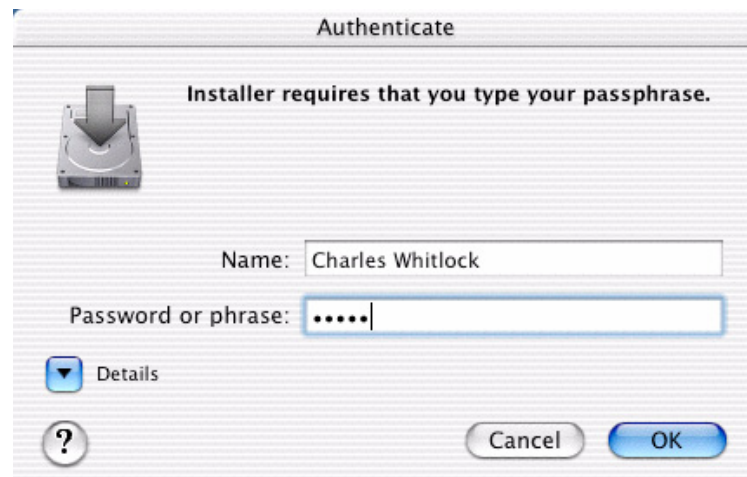 Authenticate
Installer requires that you type your passphrase.
Name: Charles Whitlock
Password or phrase: •••••
Details
? Cancel OK